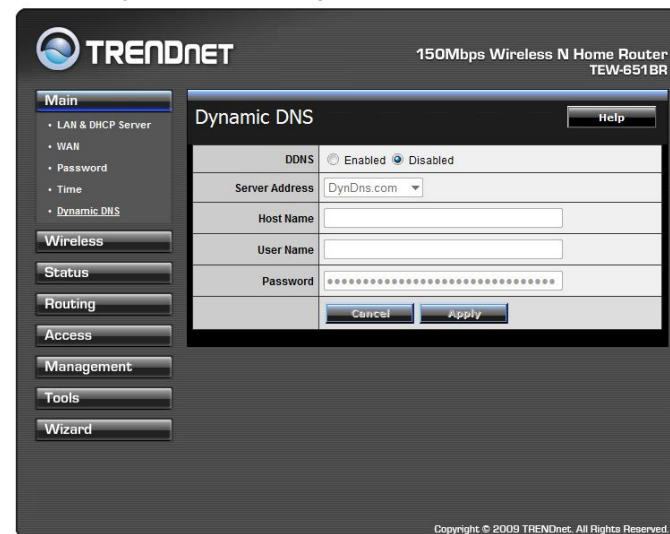 TRENDNET
150Mbps Wireless N Home Router
TEW-651BR
Main
• LAN & DHCP Server
• WAN
• Password
• Time
• Dynamic DNS
Wireless
Status
Routing
Access
Management
Tools
Wizard
Dynamic DNS
Help
DDNS Enabled Disabled
Server Address DynDns.com
Host Name
User Name
Password ••••••••••••••••••••••••••••••••
Cancel Apply
Copyright © 2009 TRENDnet. All Rights Reserved.